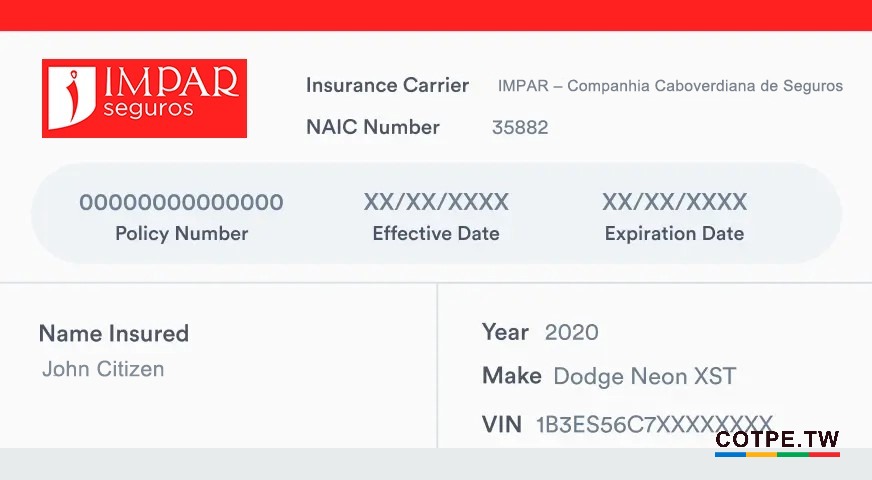 IMPAR
seguros
Insurance Carrier IMPAR – Companhia Caboverdiana de Seguros
NAIC Number 35882
00000000000000 XX/XX/XXXX XX/XX/XXXX
Policy Number Effective Date Expiration Date
Name Insured
John Citizen
Year 2020
Make Dodge Neon XST
VIN 1B3ES56C7XXXXXXXX
COTPE.TW